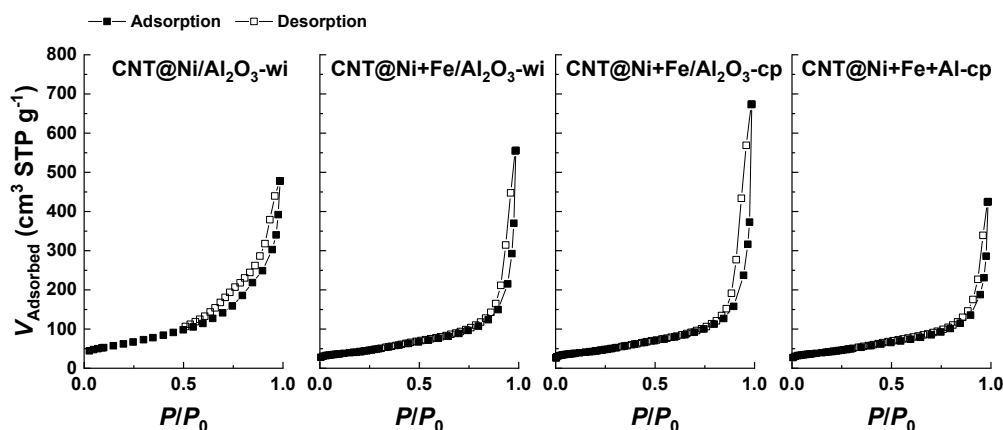 Adsorption Desorption
CNT@Ni/Al₂O₃-wi
CNT@Ni+Fe/Al₂O₃-wi
CNT@Ni+Fe/Al₂O₃-cp
CNT@Ni+Fe+Al-cp
V_Adsorbed (cm³ STP g⁻¹)
800
700
600
500
400
300
200
100
0
0.0 0.5 1.0 0.0 0.5 1.0 0.0 0.5 1.0 0.0 0.5 1.0
P/P₀ P/P₀ P/P₀ P/P₀